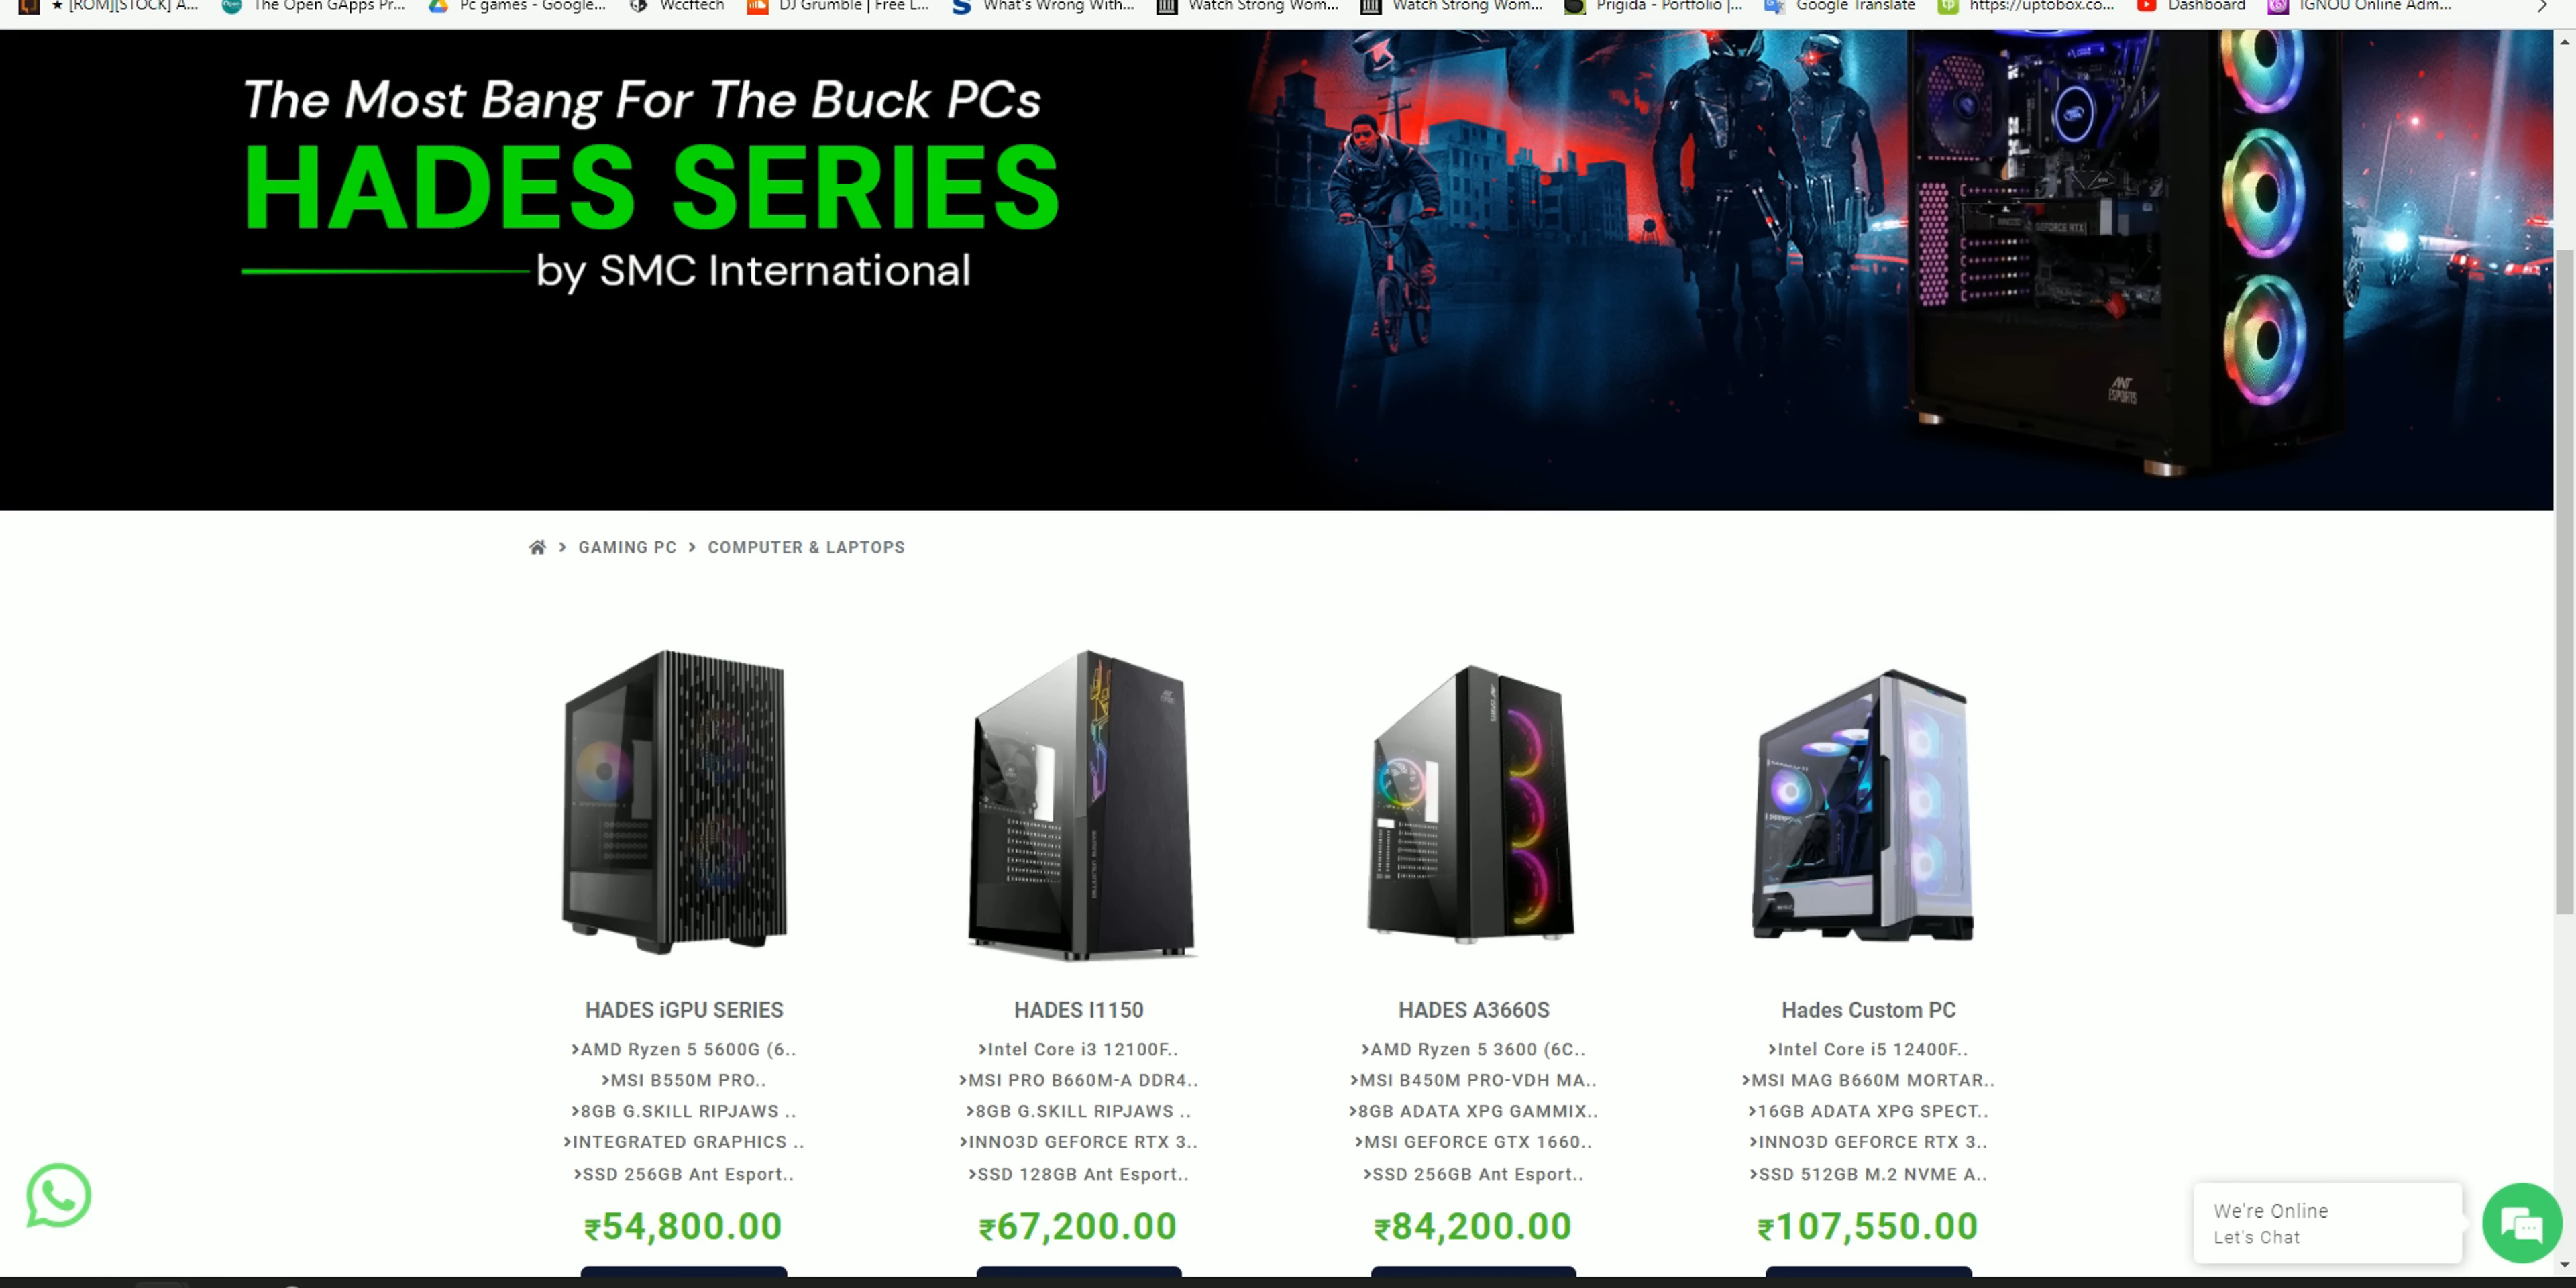 ★ [ROM][STOCK] A... The Open GApps Pr... Pc games - Google... Wccftech DJ Grumble | Free L... What's Wrong With... Watch Strong Wom... Watch Strong Wom... Prigida - Portfolio |... Google Translate https://uptobox.co... Dashboard IGNOU Online Adm...
The Most Bang For The Buck PCs
HADES SERIES
by SMC International
GEFORCE RTX
ANT
ESPORTS
GAMING PC > COMPUTER & LAPTOPS
HADES iGPU SERIES
>AMD Ryzen 5 5600G (6..
>MSI B550M PRO..
>8GB G.SKILL RIPJAWS ..
>INTEGRATED GRAPHICS ..
>SSD 256GB Ant Esport..
₹54,800.00
HADES I1150
>Intel Core i3 12100F..
>MSI PRO B660M-A DDR4..
>8GB G.SKILL RIPJAWS ..
>INNO3D GEFORCE RTX 3..
>SSD 128GB Ant Esport..
₹67,200.00
HADES A3660S
>AMD Ryzen 5 3600 (6C..
>MSI B450M PRO-VDH MA..
>8GB ADATA XPG GAMMIX..
>MSI GEFORCE GTX 1660..
>SSD 256GB Ant Esport..
₹84,200.00
Hades Custom PC
>Intel Core i5 12400F..
>MSI MAG B660M MORTAR..
>16GB ADATA XPG SPECT..
>INNO3D GEFORCE RTX 3..
>SSD 512GB M.2 NVME A..
₹107,550.00
We're Online
Let's Chat